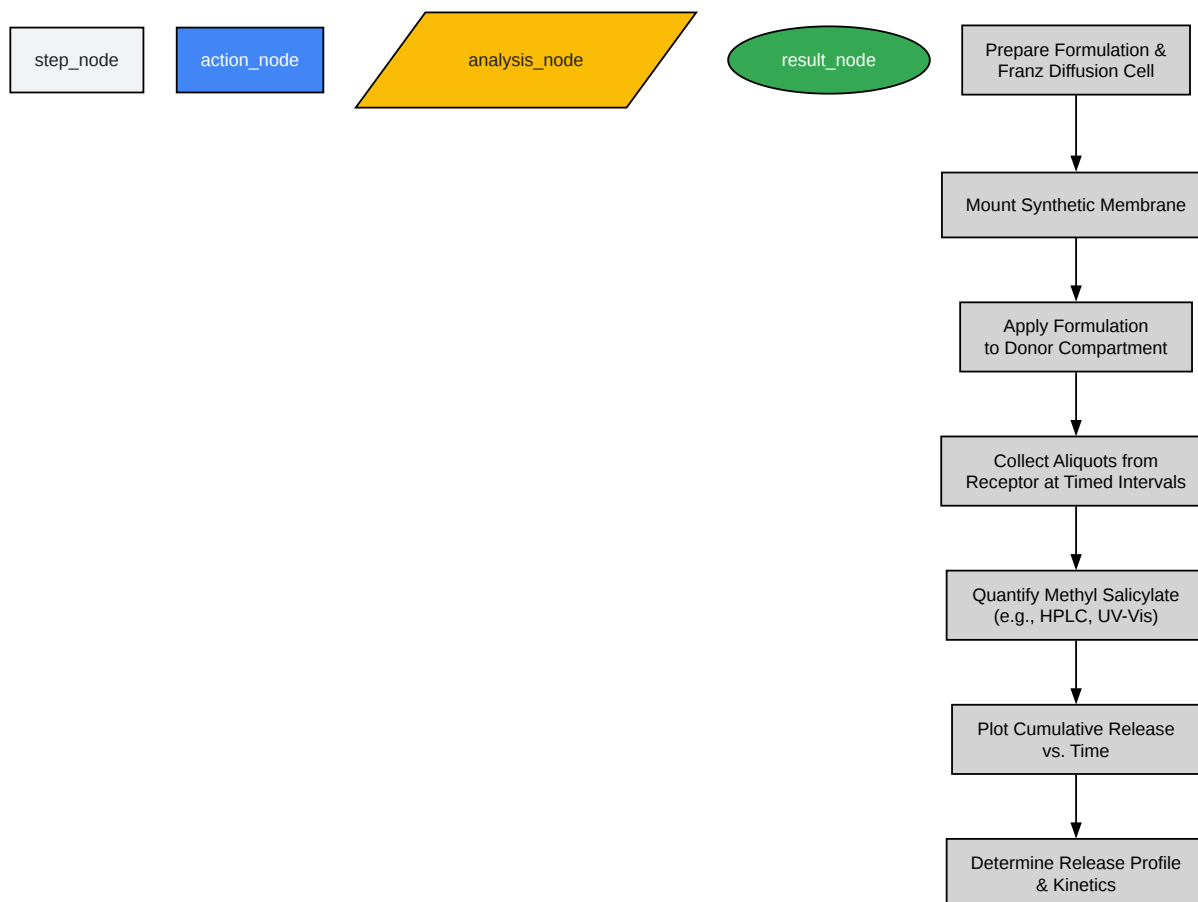 step_node
action_node
analysis_node
result_node
Prepare Formulation &
Franz Diffusion Cell
Mount Synthetic Membrane
Apply Formulation
to Donor Compartment
Collect Aliquots from
Receptor at Timed Intervals
Quantify Methyl Salicylate
(e.g., HPLC, UV-Vis)
Plot Cumulative Release
vs. Time
Determine Release Profile
& Kinetics